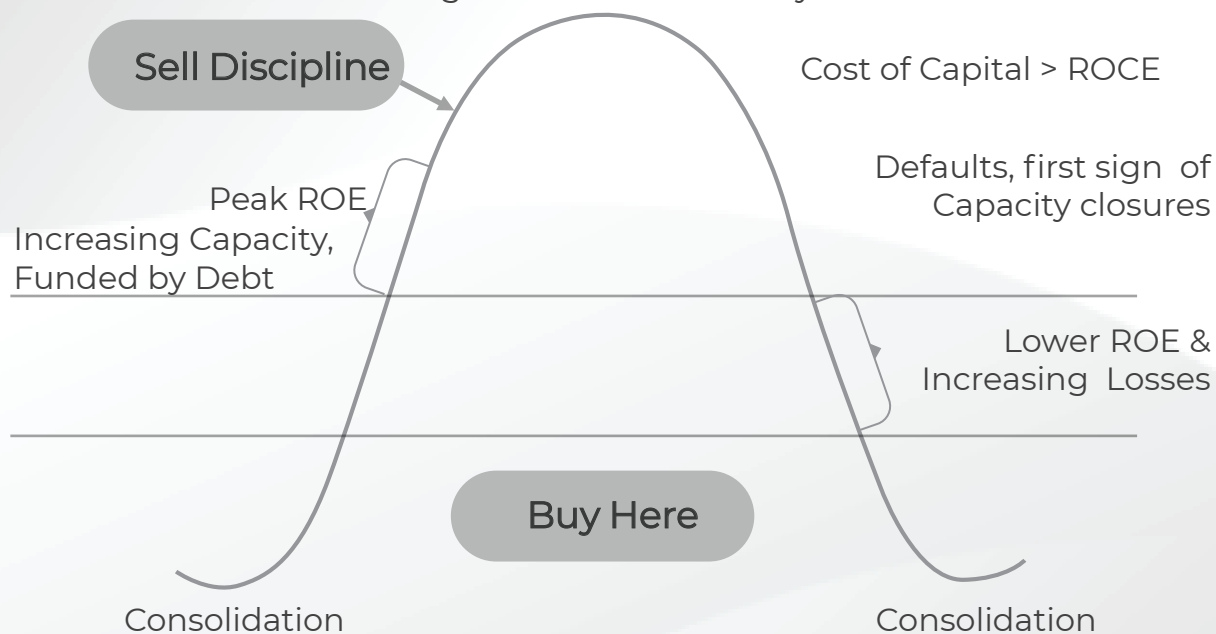 Sell Discipline
Cost of Capital > ROCE
Defaults, first sign of
Capacity closures
Peak ROE
Increasing Capacity,
Funded by Debt
Lower ROE &
Increasing Losses
Buy Here
Consolidation
Consolidation